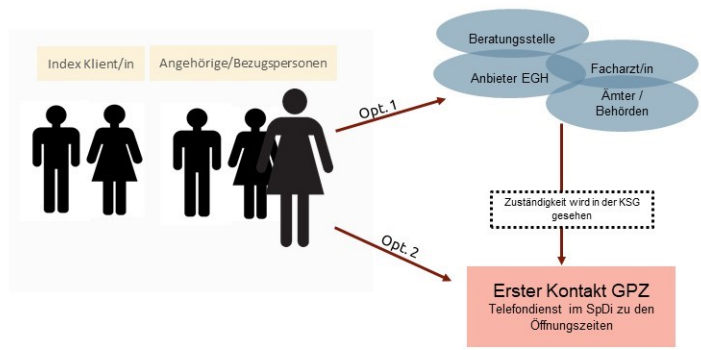 Index Klient/in
Angehörige/Bezugspersonen
Opt. 1
Beratungsstelle
Anbieter EGH
Facharzt/in
Ämter /
Behörden
Zuständigkeit wird in der KSG
gesehen
Opt. 2
Erster Kontakt GPZ
Telefondienst im SpDi zu den
Öffnungszeiten